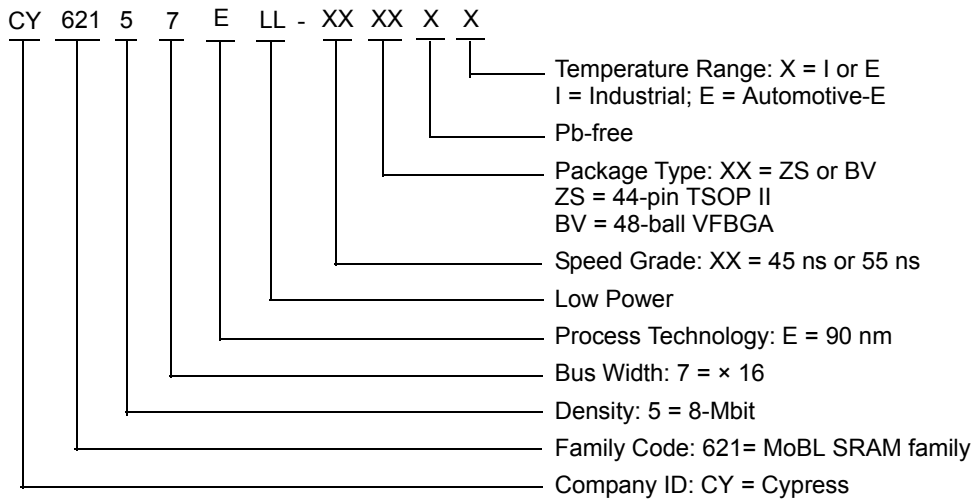 CY 621 5 7 E LL - XX XX X X
Temperature Range: X = I or E
I = Industrial; E = Automotive-E
Pb-free
Package Type: XX = ZS or BV
ZS = 44-pin TSOP II
BV = 48-ball VFBGA
Speed Grade: XX = 45 ns or 55 ns
Low Power
Process Technology: E = 90 nm
Bus Width: 7 = × 16
Density: 5 = 8-Mbit
Family Code: 621= MoBL SRAM family
Company ID: CY = Cypress